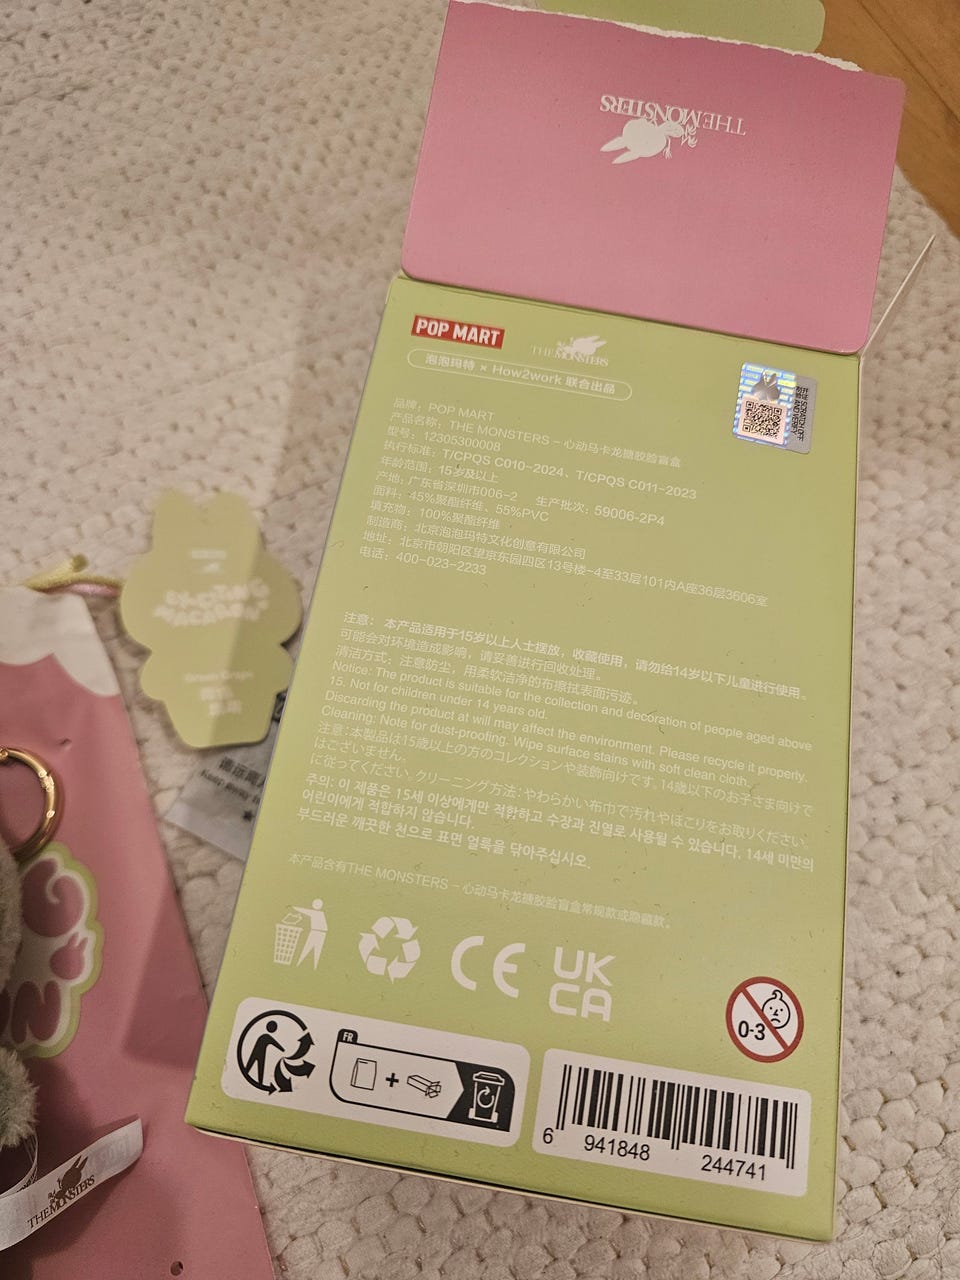 THE MONSTERS
POP MART
THE MONSTERS
泡泡玛特 × How2work 联合出品
SCRATCH OFF
AND VERIFY
品牌：POP MART
产品名称：THE MONSTERS – 心动马卡龙搪胶脸盲盒
型号：12305300008
执行标准：T/CPQS C010-2024、T/CPQS C011-2023
年龄范围：15岁及以上
产地：广东省深圳市006-2 生产批次：59006-2P4
面料：45%聚酯纤维、55%PVC
填充物：100%聚酯纤维
制造商：北京泡泡玛特文化创意有限公司
地址：北京市朝阳区望京东园四区13号楼-4至33层101内A座36层3606室
电话：400-023-2233
注意：本产品适用于15岁以上人士摆放，收藏使用，请勿给14岁以下儿童进行使用。
可能会对环境造成影响，请妥善进行回收处理。
清洁方式：注意防尘，用柔软洁净的布擦拭表面污迹。
Notice: The product is suitable for the collection and decoration of people aged above
15. Not for children under 14 years old.
Discarding the product at will may affect the environment. Please recycle it properly.
Cleaning: Note for dust-proofing. Wipe surface stains with soft clean cloth.
注意：本製品は15歳以上の方のコレクションや装飾向けです。14歳以下のお子さま向けで
はございません。
に従ってください。クリーニング方法：やわらかい布巾で汚れやほこりをお取りください。
주의: 이 제품은 15세 이상에게만 적합하고 수장과 진열로 사용될 수 있습니다. 14세 미만의
어린이에게 적합하지 않습니다.
부드러운 깨끗한 천으로 표면 얼룩을 닦아주십시오.
本产品含有THE MONSTERS – 心动马卡龙搪胶脸盲盒常规款或隐藏款。
CE
UK
CA
0-3
FR
+
6 941848 244741
EXCITING
MACARON
Green Grape
THE MONSTERS